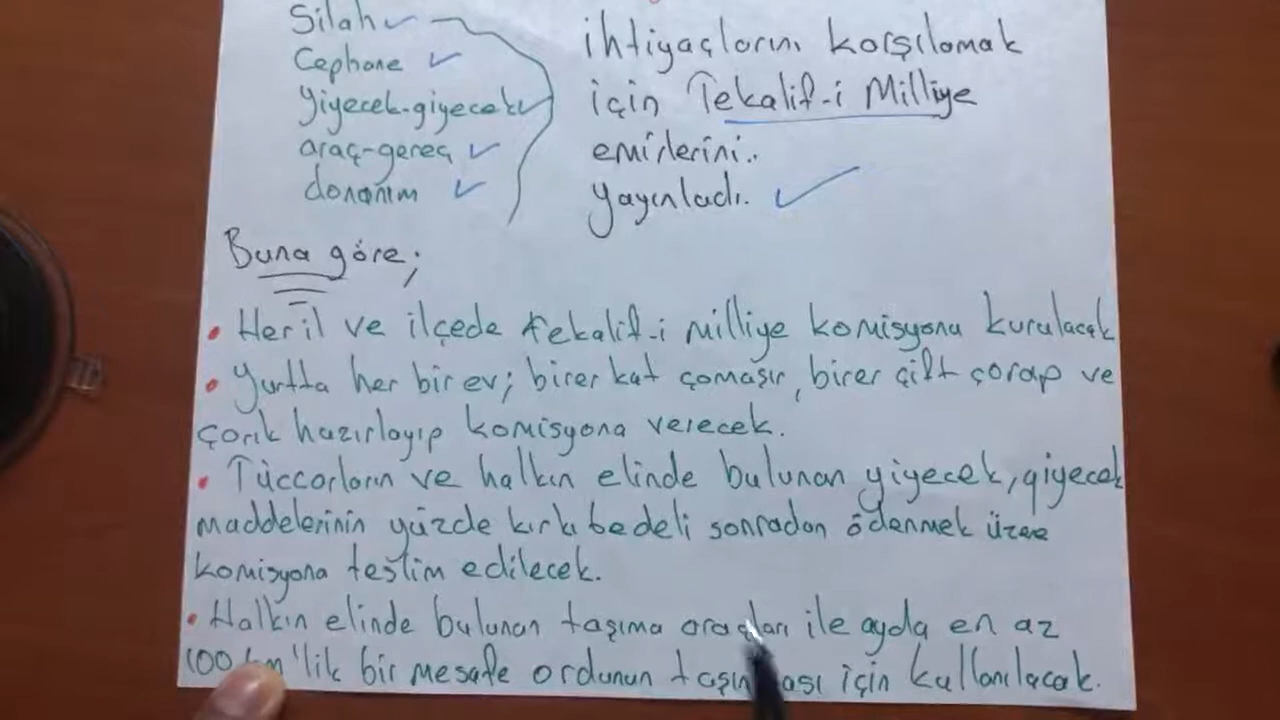 Silah
Cephane
Yiyecek-giyecek
araç-gereç
donanım
ihtiyaçlarını karşılamak
için Tekalif-i Milliye
emirlerini..
yayınladı.
Buna göre;
• Her il ve ilçede tekalif-i milliye komisyonu kurulacak
• Yurtta her bir ev; birer kat çamaşır, birer çift çorap ve
çarık hazırlayıp komisyona verecek.
• Tüccarların ve halkın elinde bulunan yiyecek, giyecek
maddelerinin yüzde kırkı bedeli sonradan ödenmek üzere
komisyona teslim edilecek.
• Halkın elinde bulunan taşıma araçları ile ayda en az
100 km'lik bir mesafe ordunun taşınması için kullanılacak.